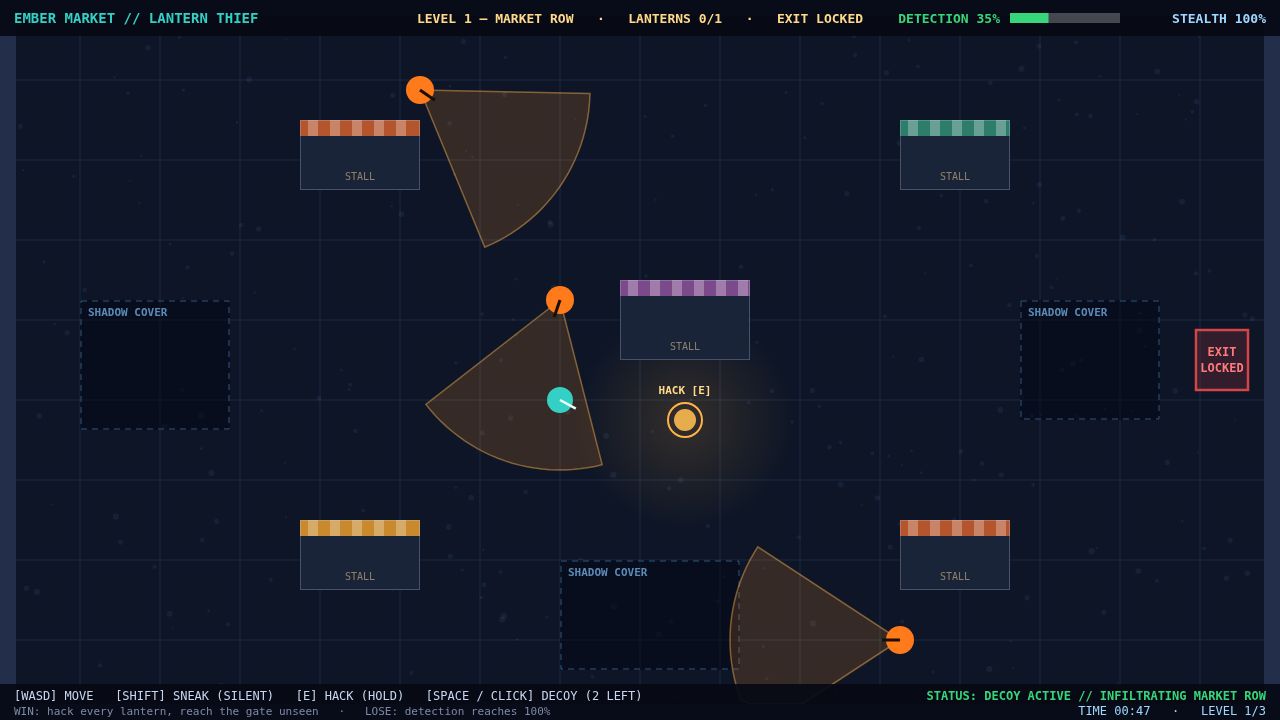 EMBER MARKET // LANTERN THIEF
LEVEL 1 — MARKET ROW · LANTERNS 0/1 · EXIT LOCKED
DETECTION 35%
STEALTH 100%
STALL
STALL
SHADOW COVER
SHADOW COVER
STALL
EXIT
LOCKED
HACK [E]
STALL
STALL
SHADOW COVER
[WASD] MOVE [SHIFT] SNEAK (SILENT) [E] HACK (HOLD) [SPACE / CLICK] DECOY (2 LEFT)
STATUS: DECOY ACTIVE // INFILTRATING MARKET ROW
WIN: hack every lantern, reach the gate unseen · LOSE: detection reaches 100%
TIME 00:47 · LEVEL 1/3